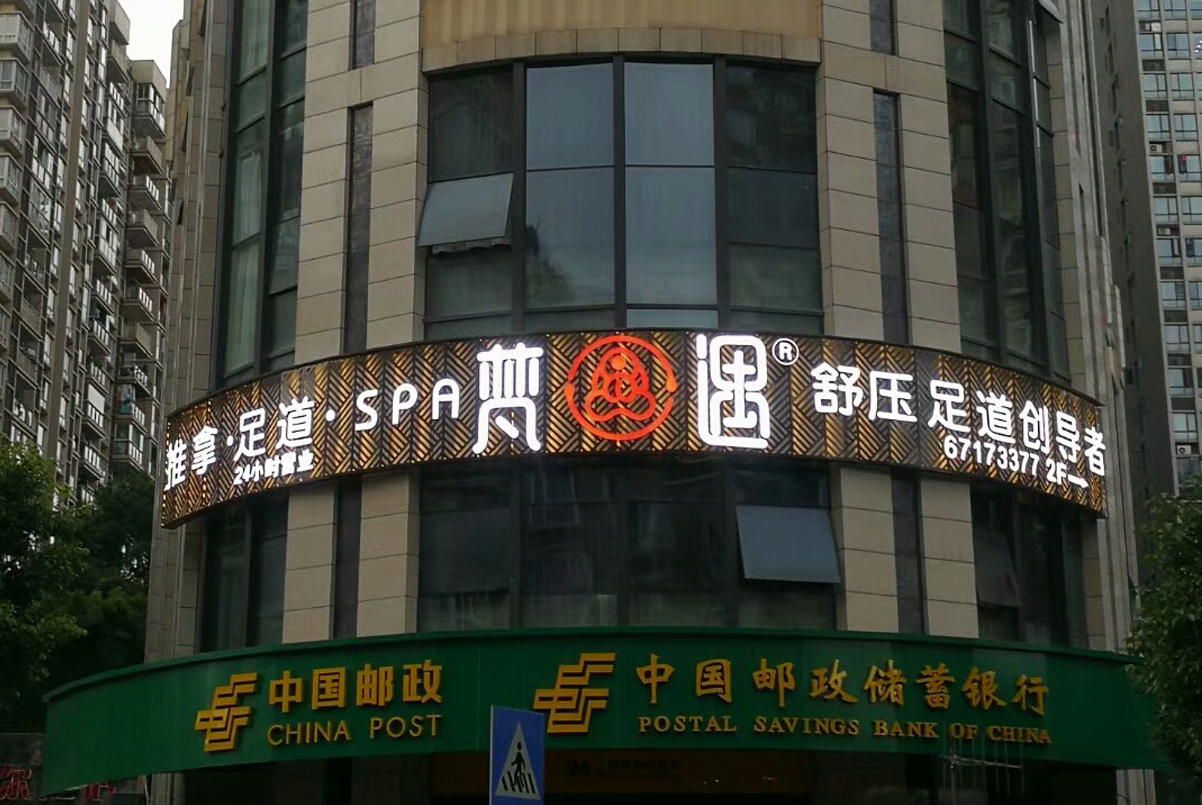 推拿·足道·SPA 梵遇® 舒压足道创导者
24小时营业
67173377 2F
中国邮政
CHINA POST
中国邮政储蓄银行
POSTAL SAVINGS BANK OF CHINA